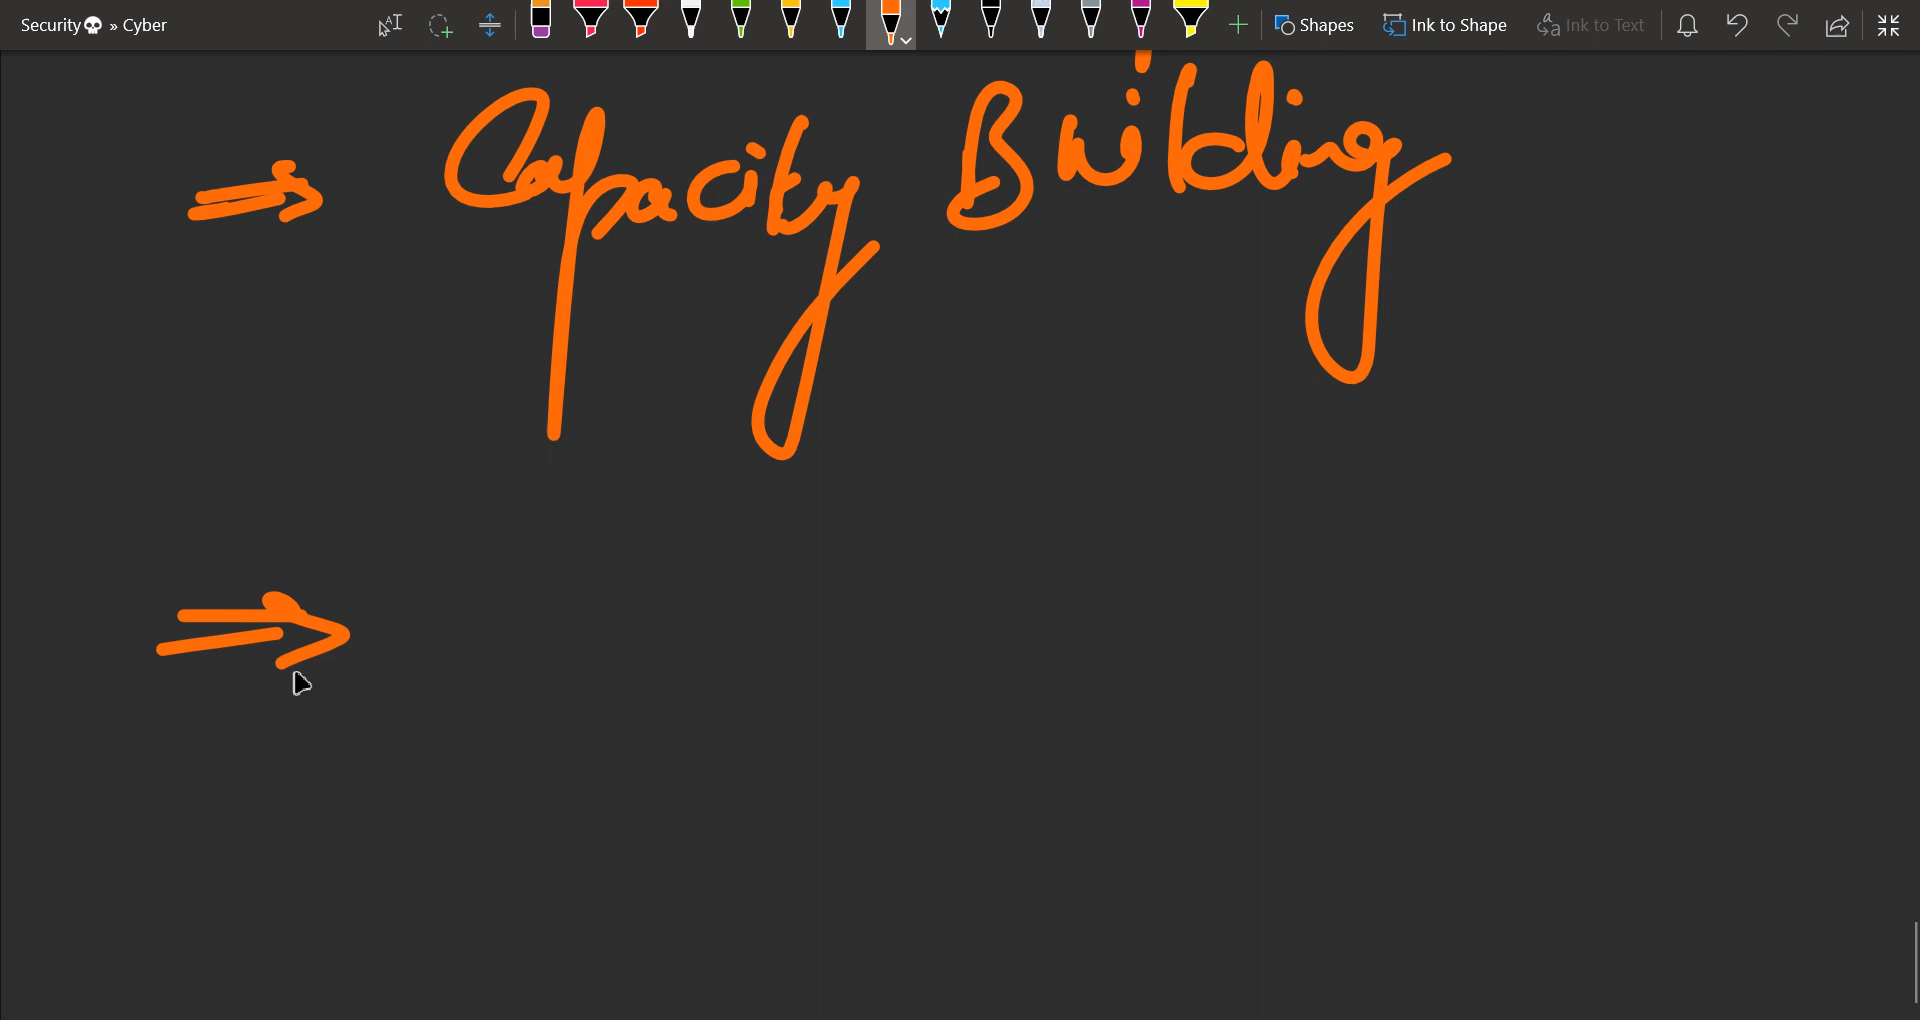 Security💀 » Cyber
Shapes
Ink to Shape
Ink to Text
⇒ Capacity Building
⇒